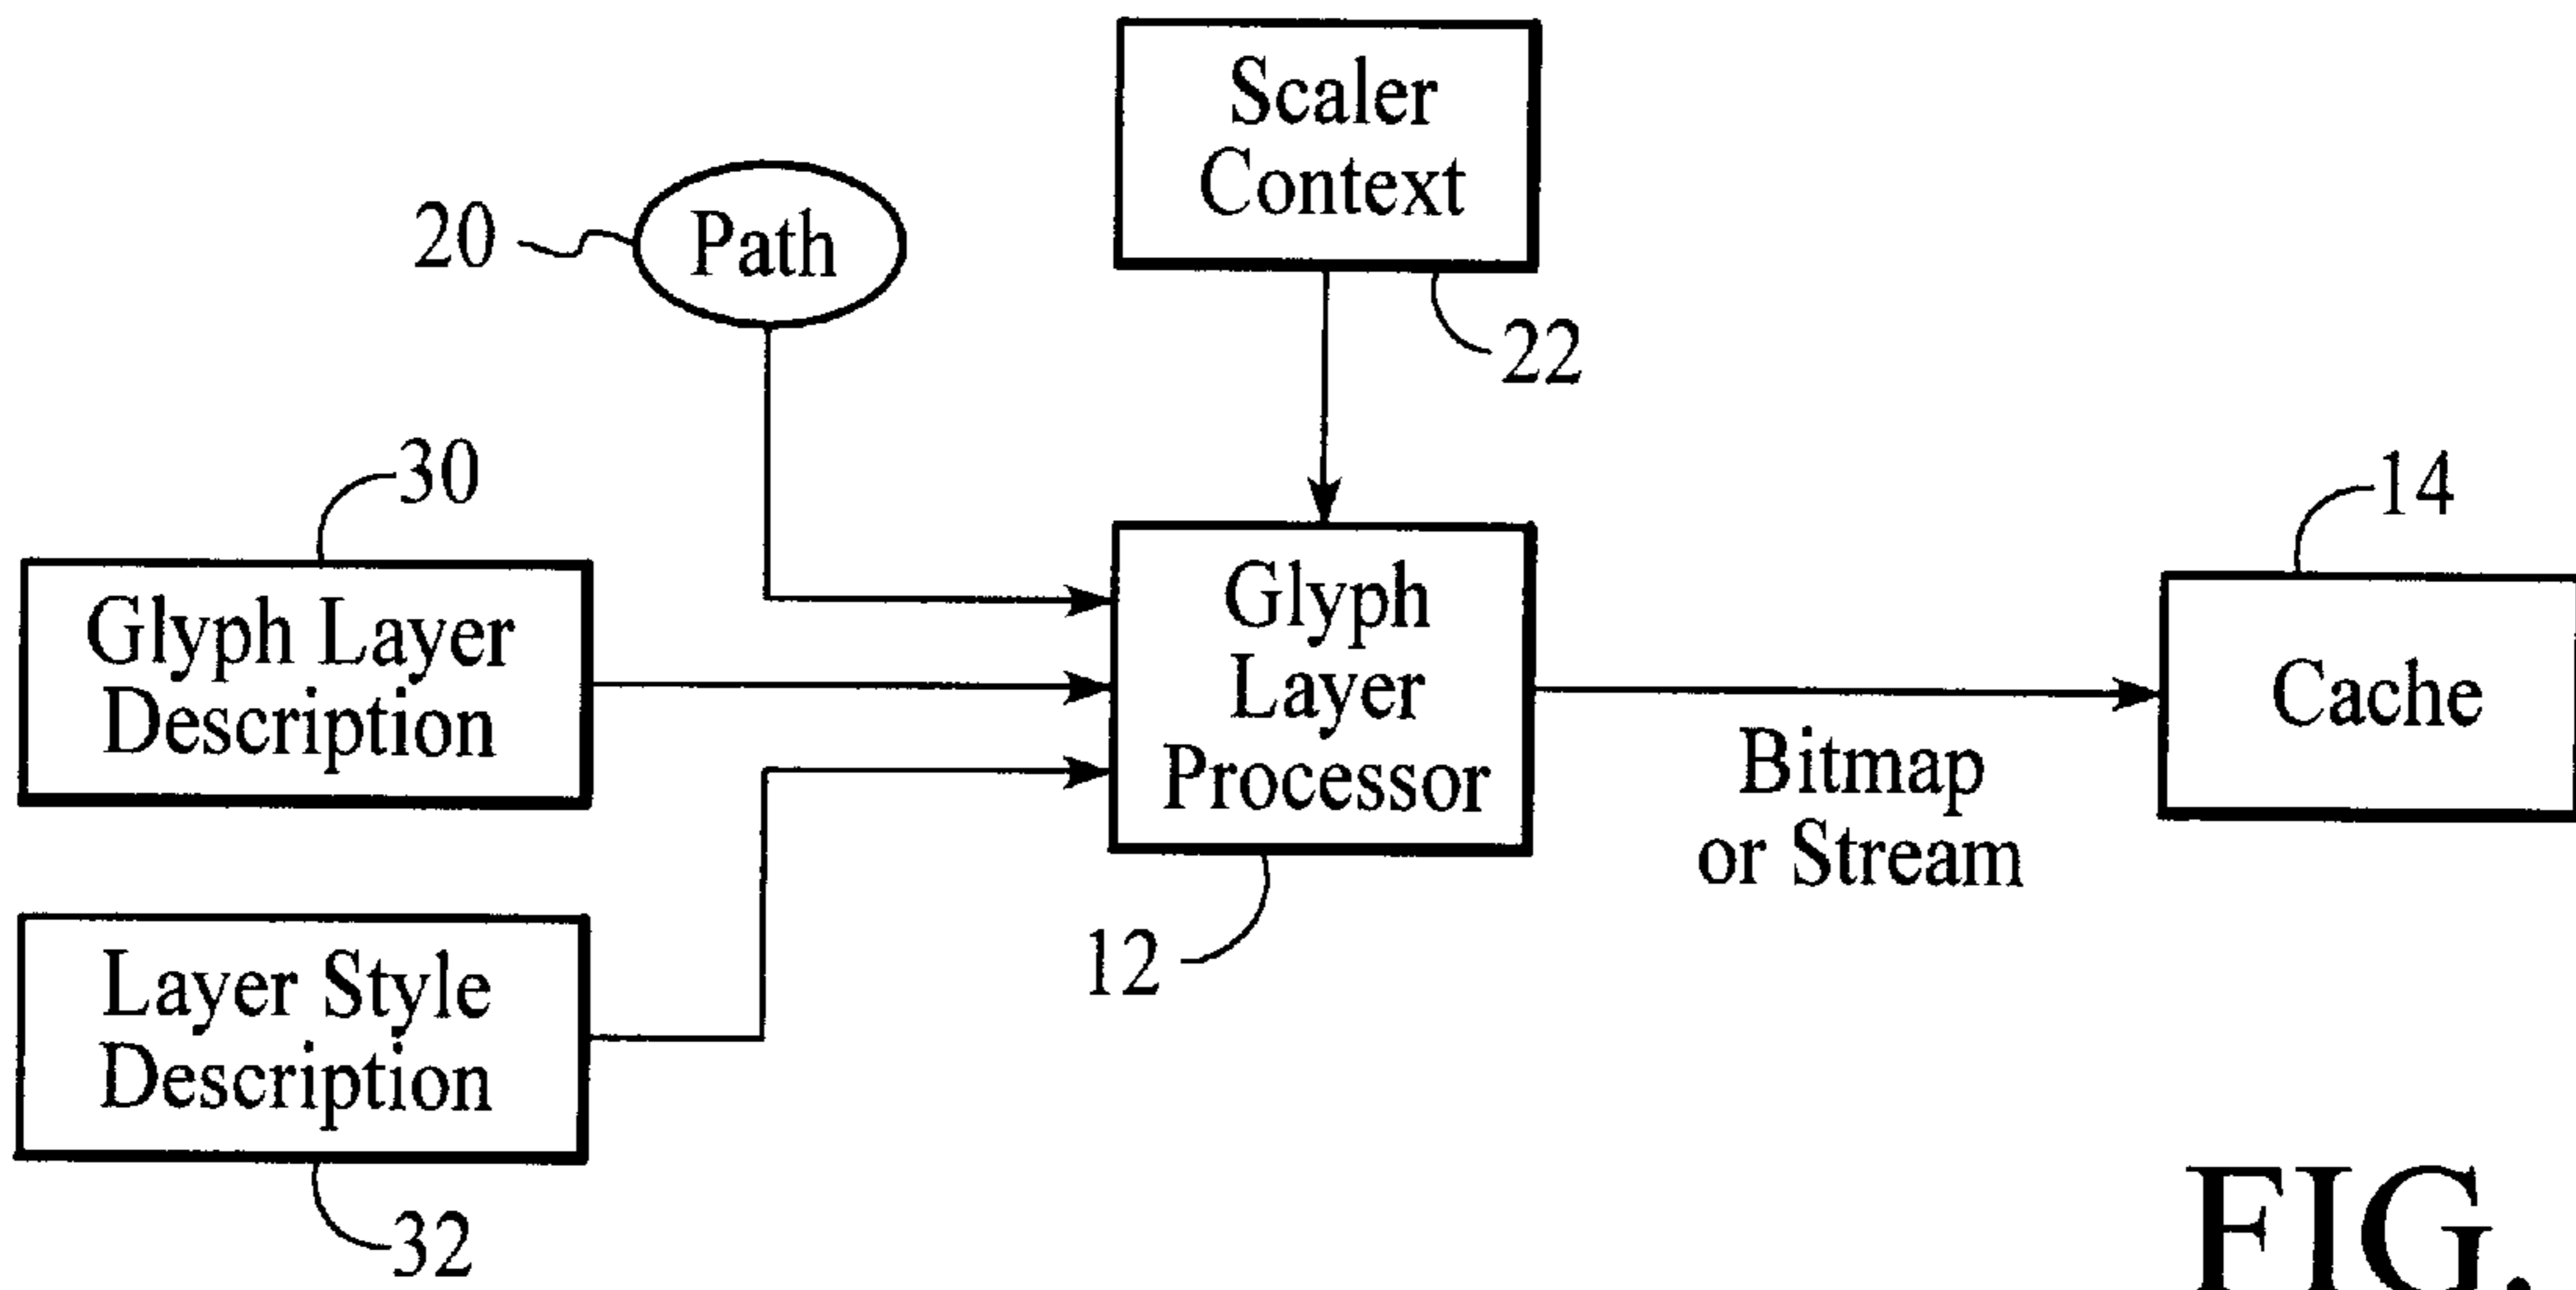 Scaler
Context
22
20
Path
30
Glyph Layer
Description
Glyph
Layer
Processor
12
14
Cache
Bitmap
or Stream
Layer Style
Description
32
FIG.